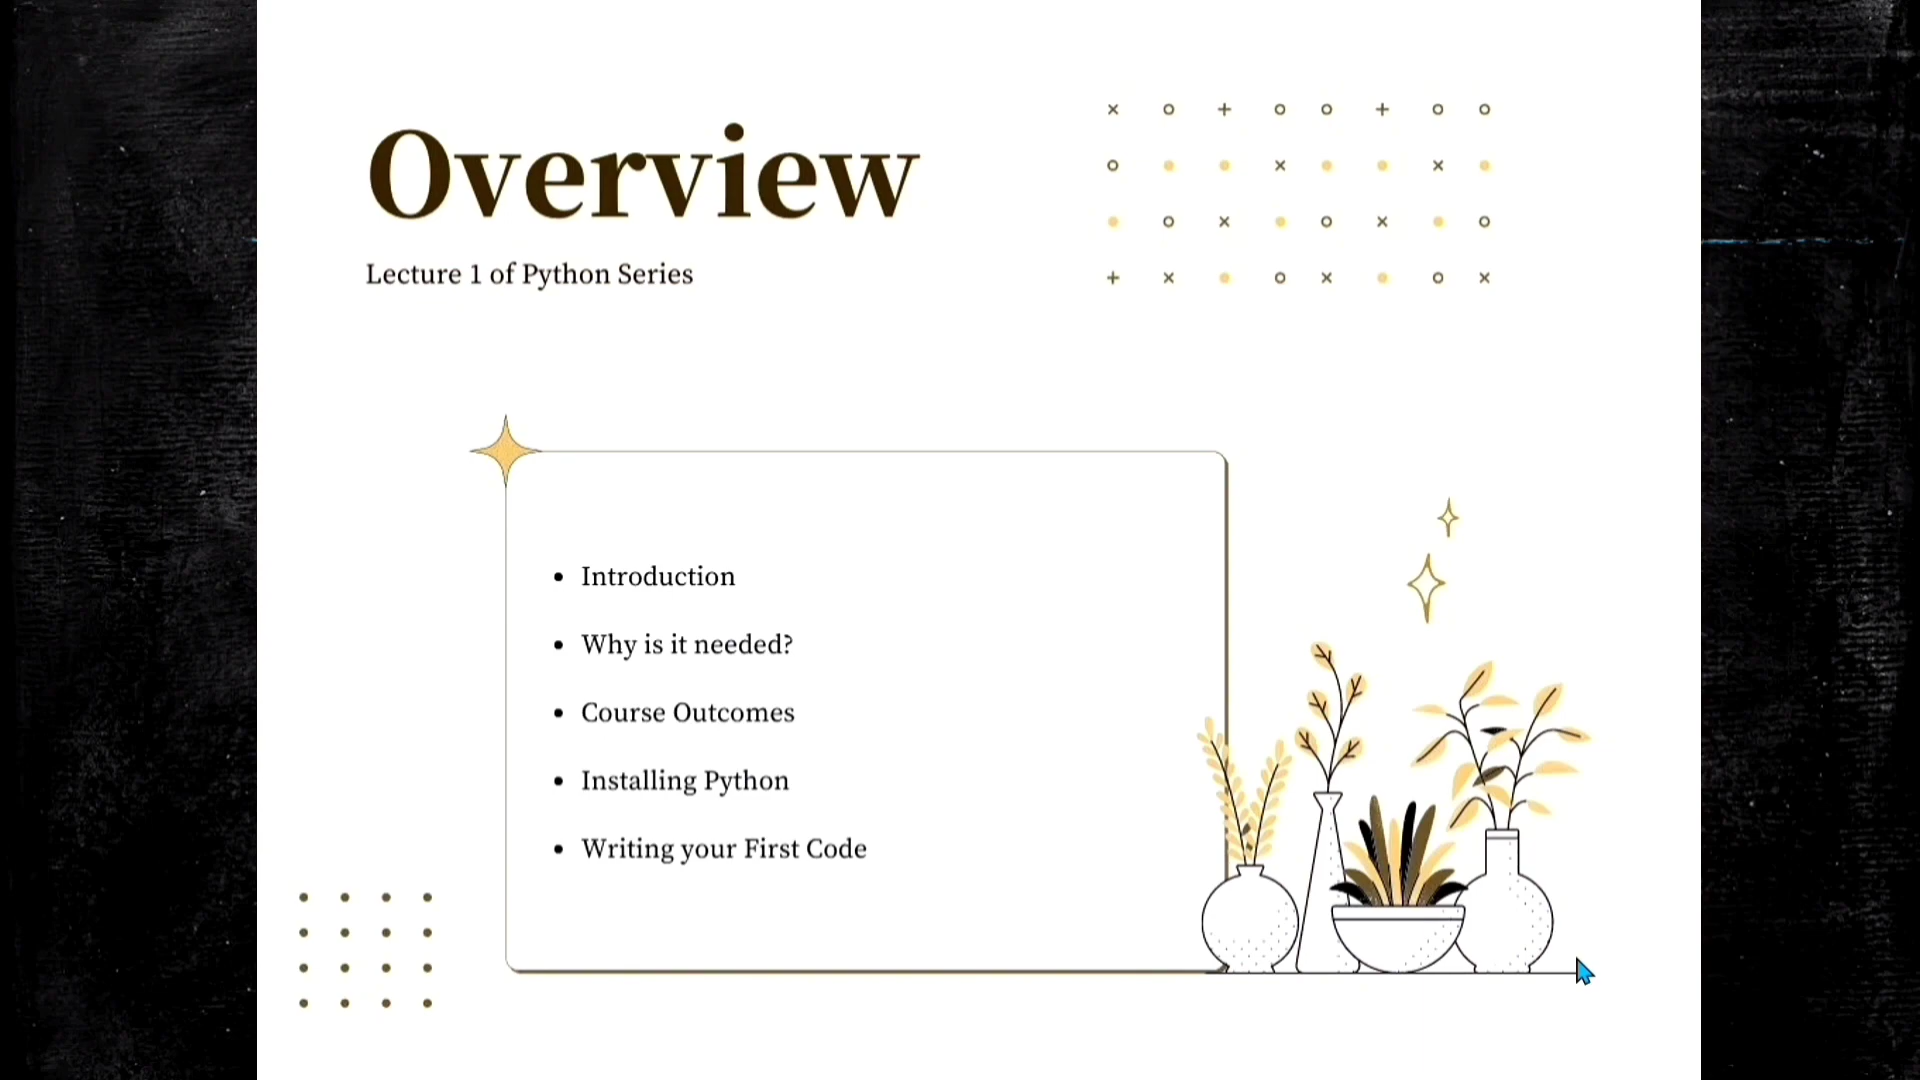 Overview
Lecture 1 of Python Series
• Introduction
• Why is it needed?
• Course Outcomes
• Installing Python
• Writing your First Code